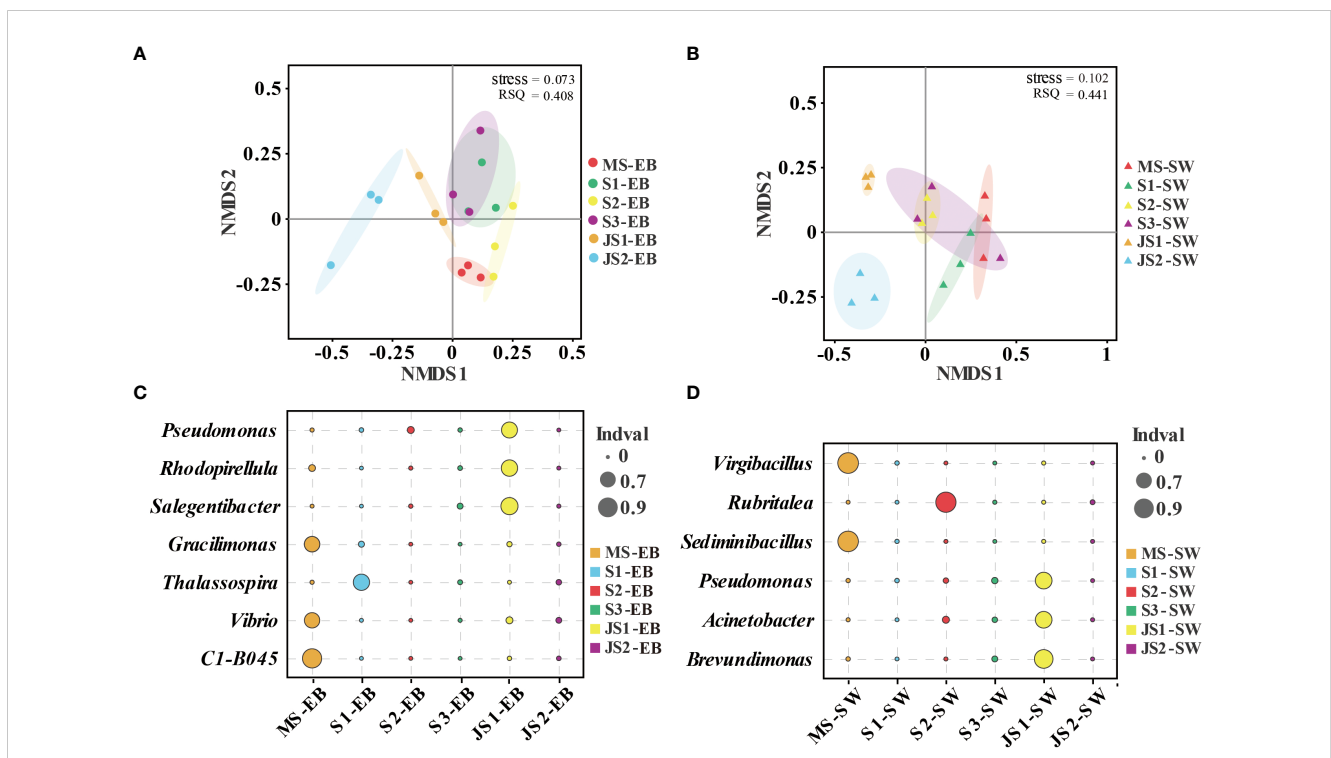 A
stress = 0.073
RSQ = 0.408
0.5
0.25
0
-0.25
NMDS2
-0.5
-0.25
0
0.25
0.5
NMDS1
MS-EB
S1-EB
S2-EB
S3-EB
JS1-EB
JS2-EB
B
stress = 0.102
RSQ = 0.441
0.5
0.25
0
-0.25
NMDS2
-0.5
0
0.5
1
NMDS1
MS-SW
S1-SW
S2-SW
S3-SW
JS1-SW
JS2-SW
C
Pseudomonas
Rhodopirellula
Salegentibacter
Gracilimonas
Thalassospira
Vibrio
C1-B045
MS-EB
S1-EB
S2-EB
S3-EB
JS1-EB
JS2-EB
Indval
0
0.7
0.9
MS-EB
S1-EB
S2-EB
S3-EB
JS1-EB
JS2-EB
D
Virgibacillus
Rubritalea
Sediminibacillus
Pseudomonas
Acinetobacter
Brevundimonas
MS-SW
S1-SW
S2-SW
S3-SW
JS1-SW
JS2-SW
Indval
0
0.7
0.9
MS-SW
S1-SW
S2-SW
S3-SW
JS1-SW
JS2-SW